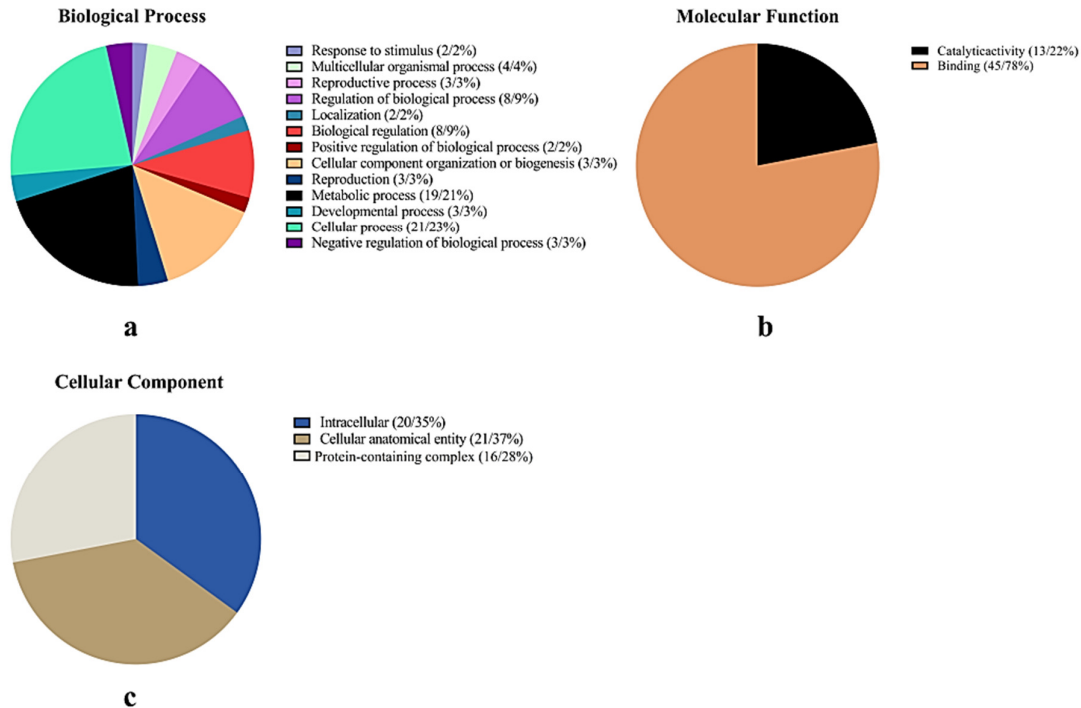 Biological Process
Response to stimulus (2/2%)
Multicellular organismal process (4/4%)
Reproductive process (3/3%)
Regulation of biological process (8/9%)
Localization (2/2%)
Biological regulation (8/9%)
Positive regulation of biological process (2/2%)
Cellular component organization or biogenesis (3/3%)
Reproduction (3/3%)
Metabolic process (19/21%)
Developmental process (3/3%)
Cellular process (21/23%)
Negative regulation of biological process (3/3%)
a
Molecular Function
Catalyticactivity (13/22%)
Binding (45/78%)
b
Cellular Component
Intracellular (20/35%)
Cellular anatomical entity (21/37%)
Protein-containing complex (16/28%)
c